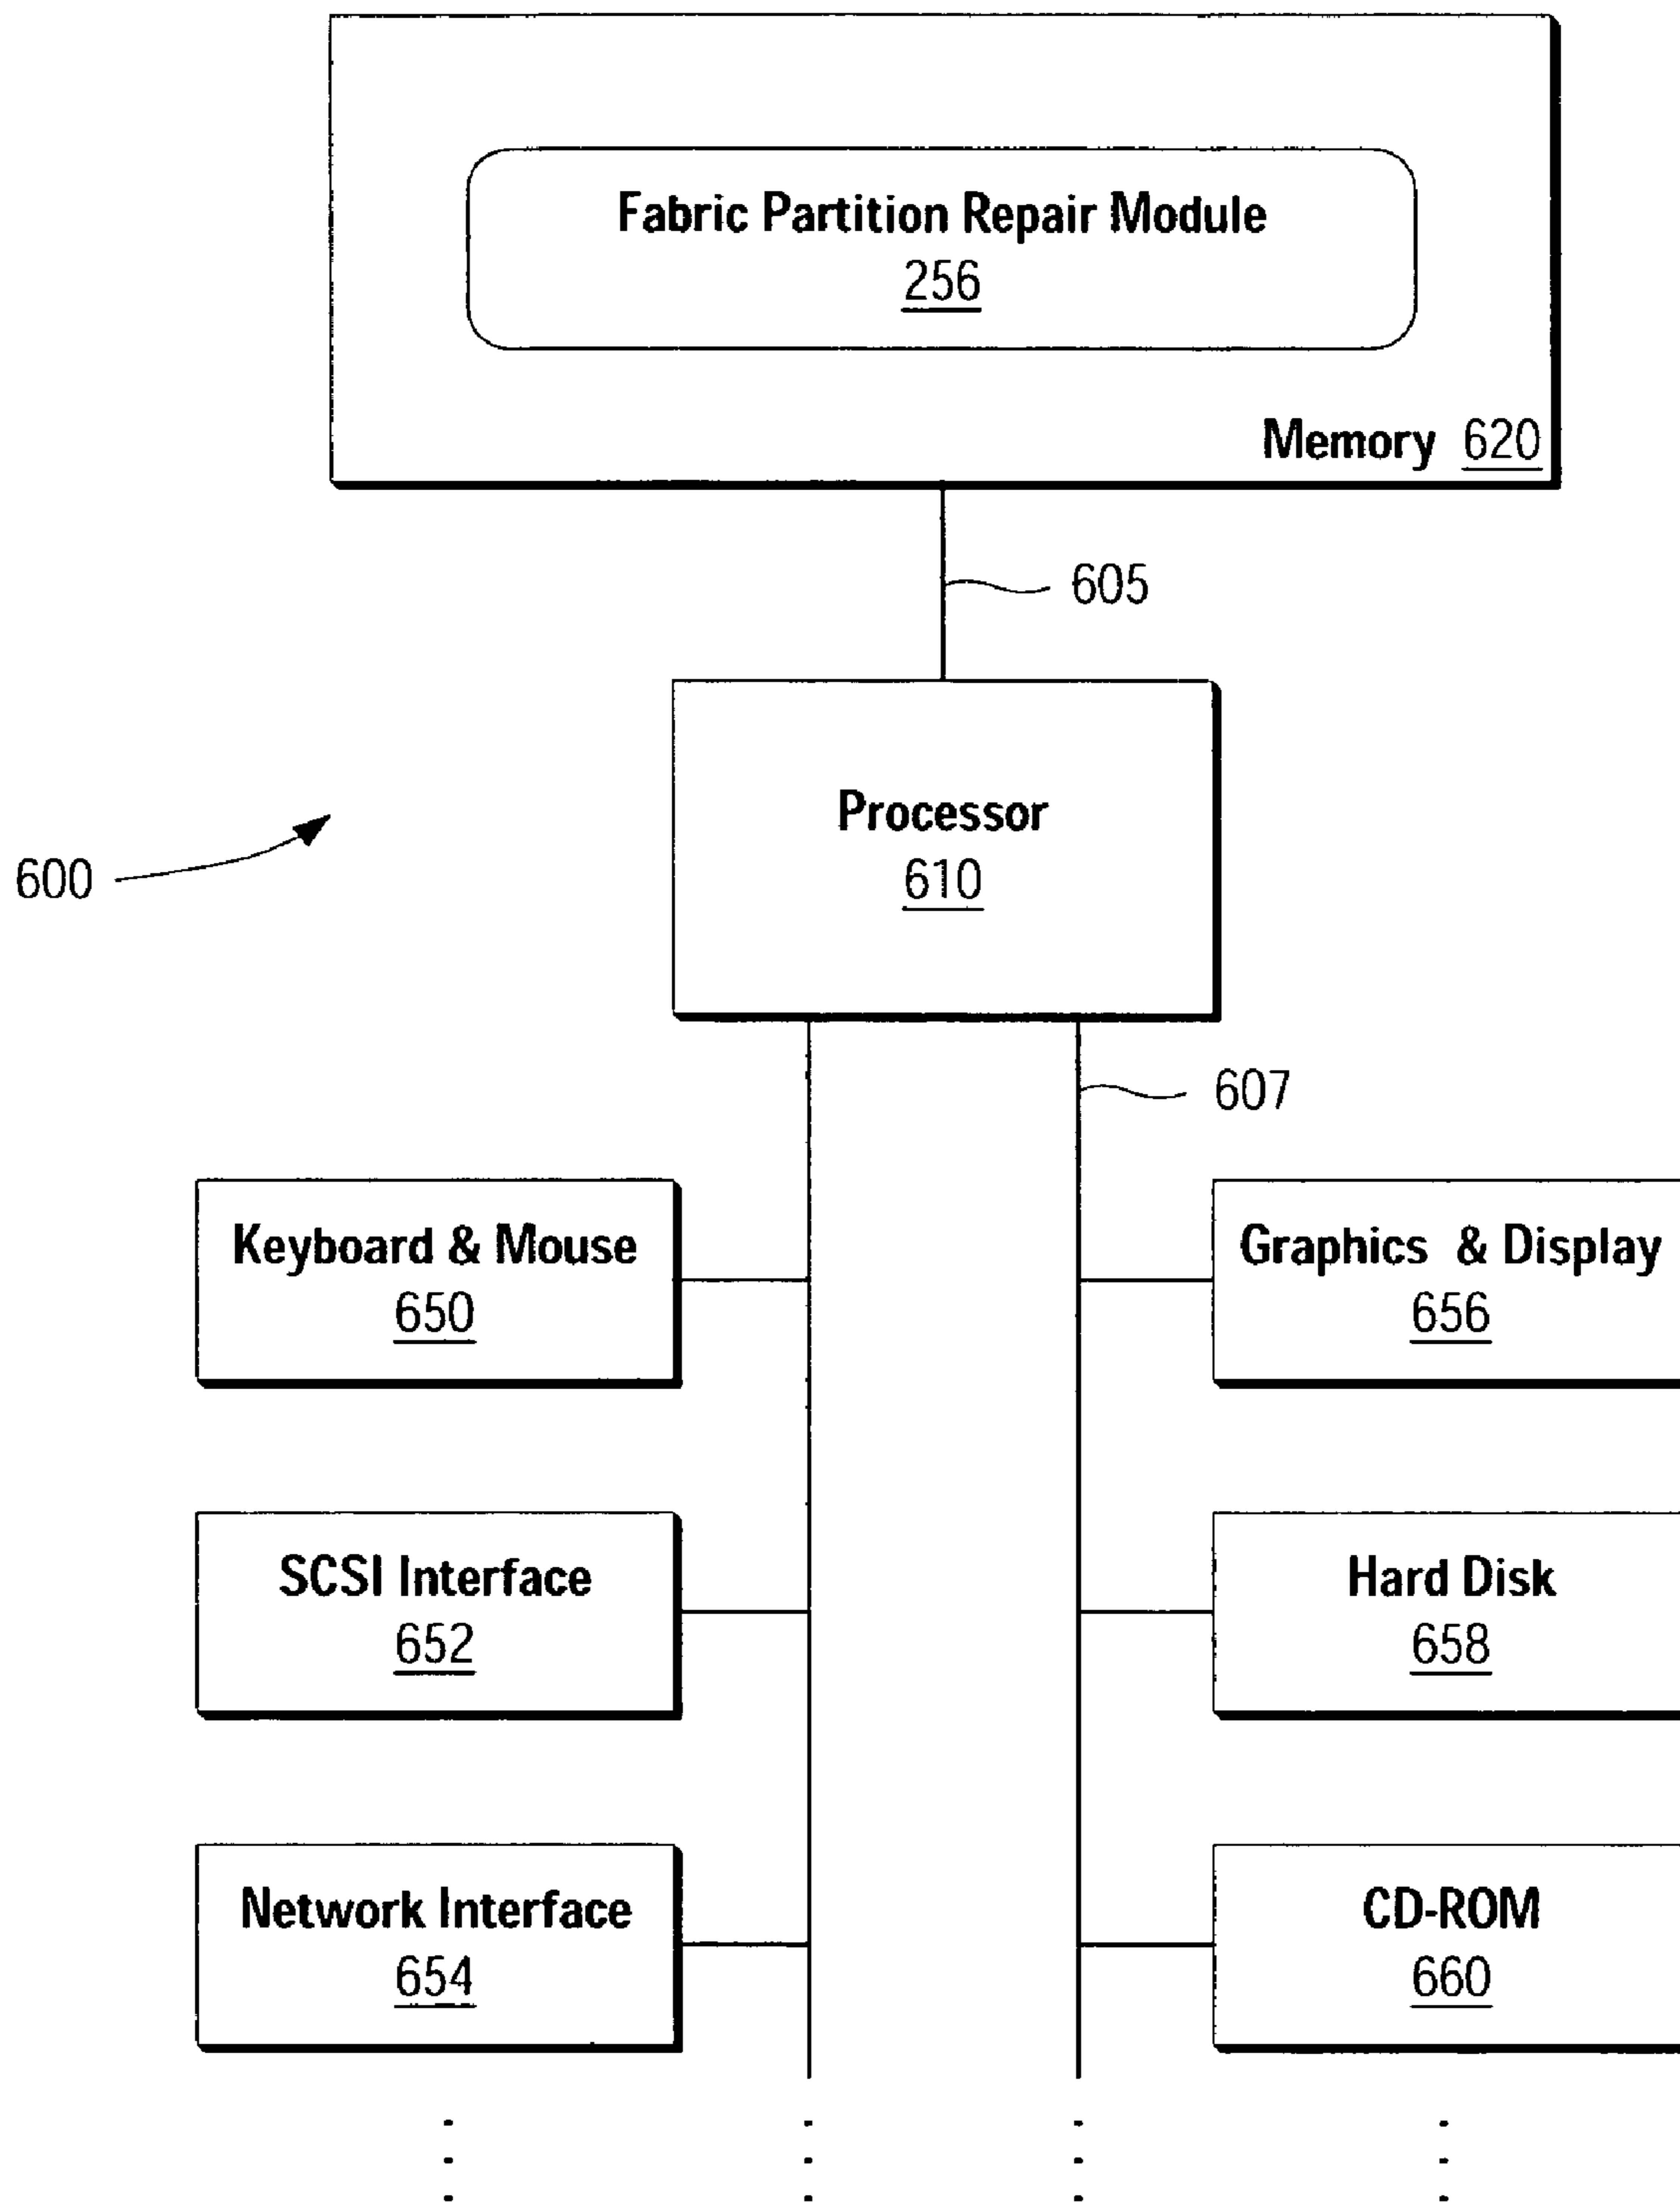 Fabric Partition Repair Module
256
Memory 620
605
Processor
610
600
607
Keyboard & Mouse
650
Graphics & Display
656
SCSI Interface
652
Hard Disk
658
Network Interface
654
CD-ROM
660